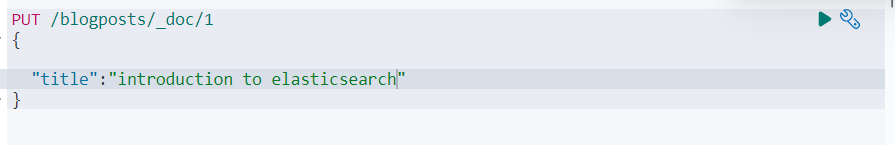 PUT /blogposts/_doc/1
{
"title":"introduction to elasticsearch"
}